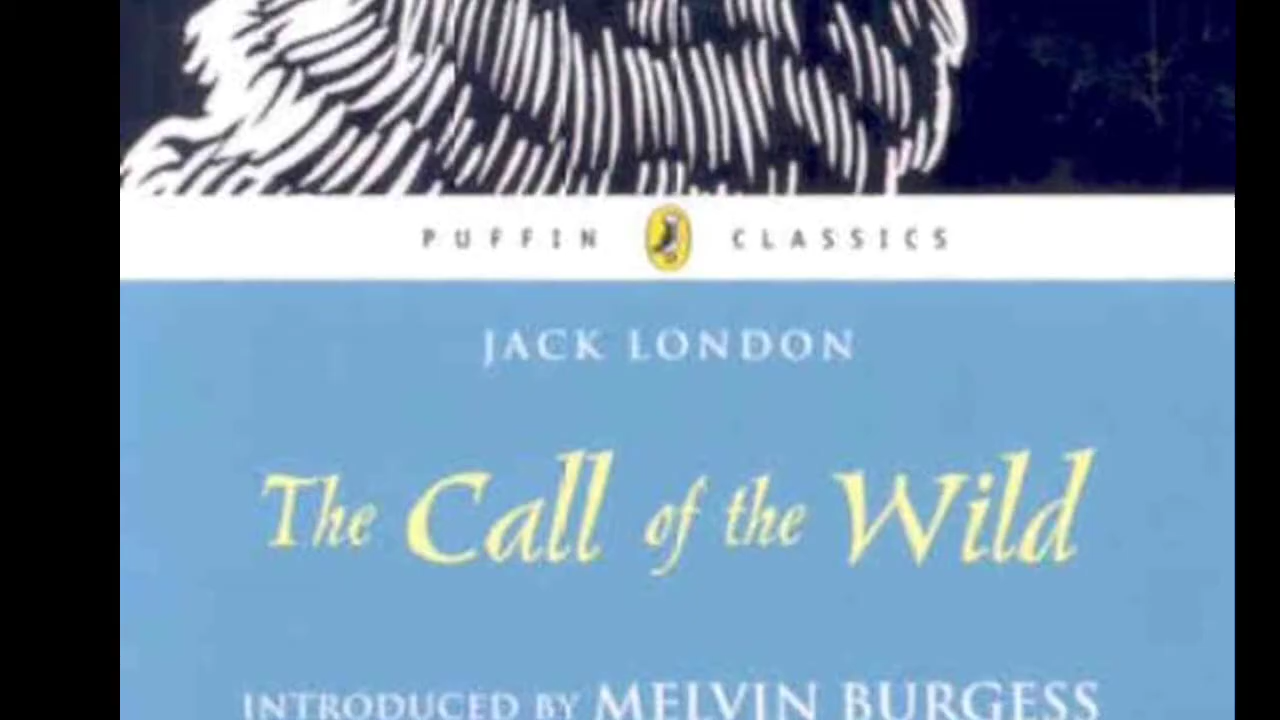 PUFFIN CLASSICS
JACK LONDON
The Call of the Wild
INTRODUCED BY MELVIN BURGESS